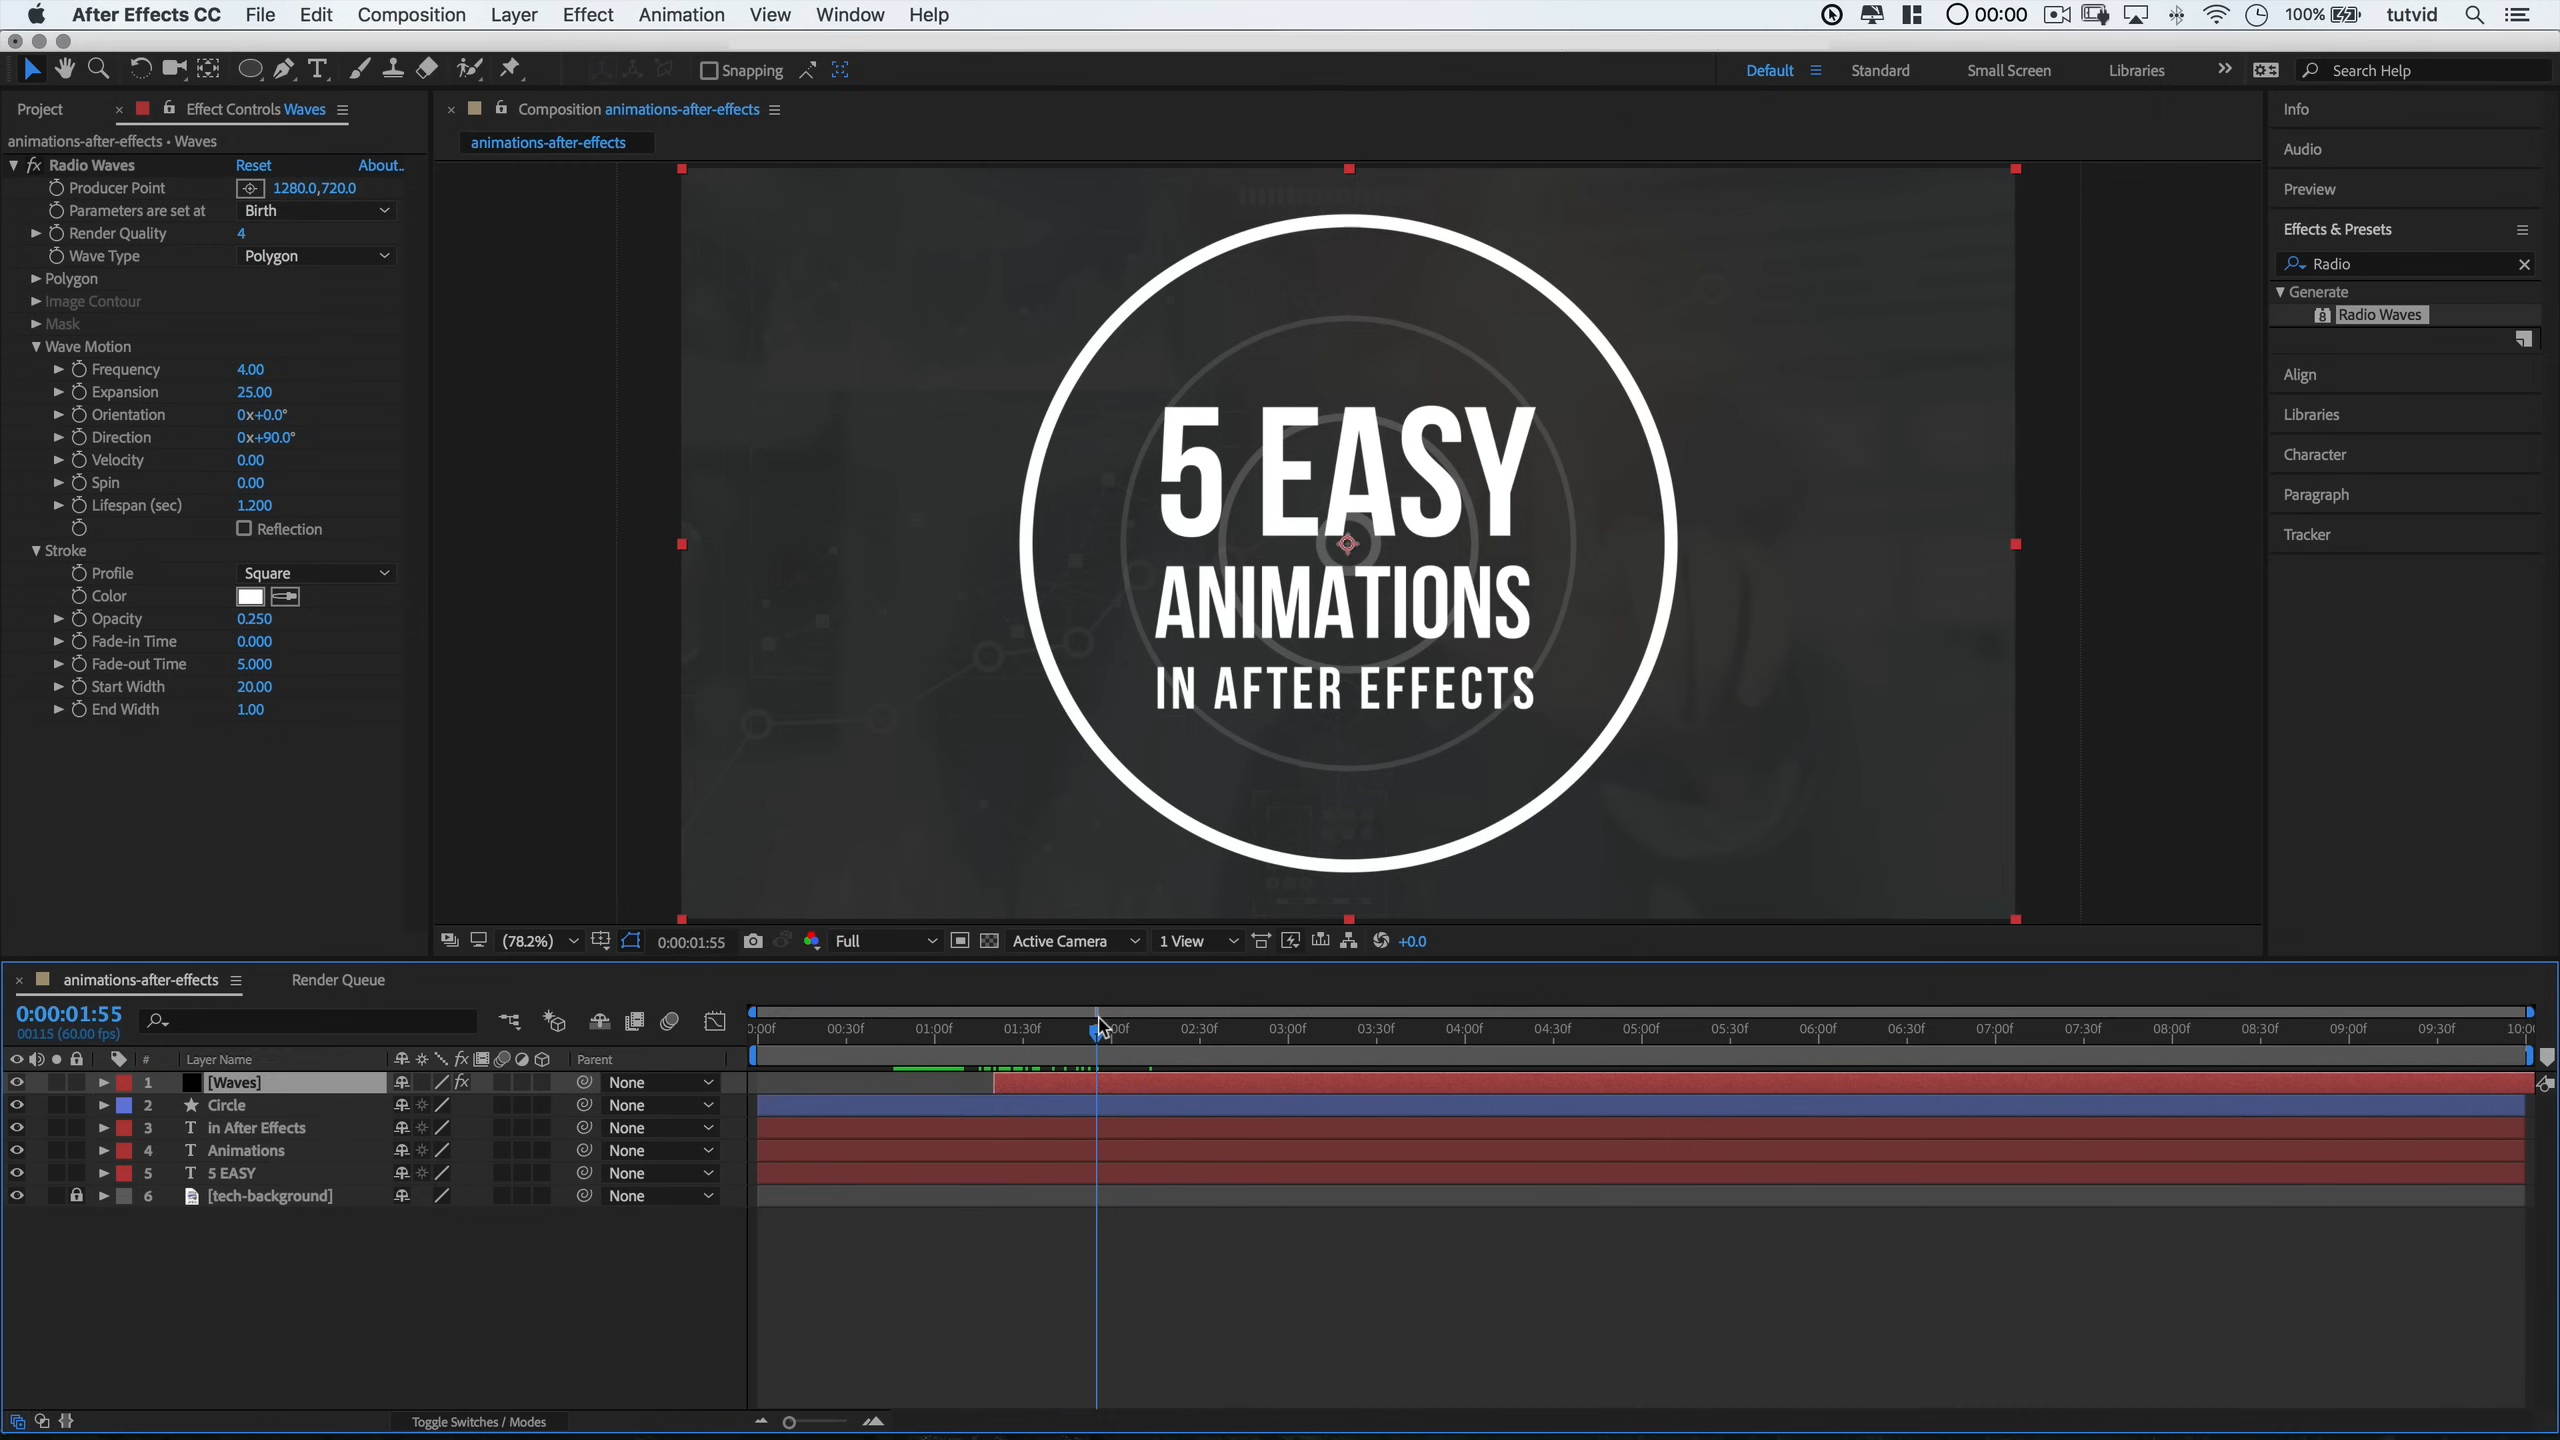 After Effects CC File Edit Composition Layer Effect Animation View Window Help 00:00 100% tutvid
Snapping Default Standard Small Screen Libraries Search Help
Project Effect Controls Waves Composition animations-after-effects
animations-after-effects • Waves
animations-after-effects
fx Radio Waves Reset About..
Producer Point 1280.0,720.0
Parameters are set at Birth
Render Quality 4
Wave Type Polygon
Polygon
Image Contour
Mask
Wave Motion
Frequency 4.00
Expansion 25.00
Orientation 0x+0.0°
Direction 0x+90.0°
Velocity 0.00
Spin 0.00
Lifespan (sec) 1.200
Reflection
Stroke
Profile Square
Color
Opacity 0.250
Fade-in Time 0.000
Fade-out Time 5.000
Start Width 20.00
End Width 1.00
5 EASY
ANIMATIONS
IN AFTER EFFECTS
Info
Audio
Preview
Effects & Presets
Radio
Generate
8 Radio Waves
Align
Libraries
Character
Paragraph
Tracker
(78.2%) 0:00:01:55 Full Active Camera 1 View +0.0
animations-after-effects Render Queue
0:00:01:55
00115 (60.00 fps)
00:30f 01:00f 01:30f 02:30f 03:00f 03:30f 04:00f 04:30f 05:00f 05:30f 06:00f 06:30f 07:00f 07:30f 08:00f 08:30f 09:00f 09:30f
# Layer Name fx Parent
1 [Waves] fx None
2 Circle None
3 T in After Effects None
4 T Animations None
5 T 5 EASY None
6 [tech-background] None
Toggle Switches / Modes